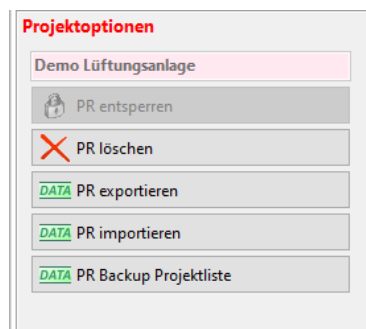 Projektoptionen
Demo Lüftungsanlage
PR entsperren
PR löschen
DATA PR exportieren
DATA PR importieren
DATA PR Backup Projektliste